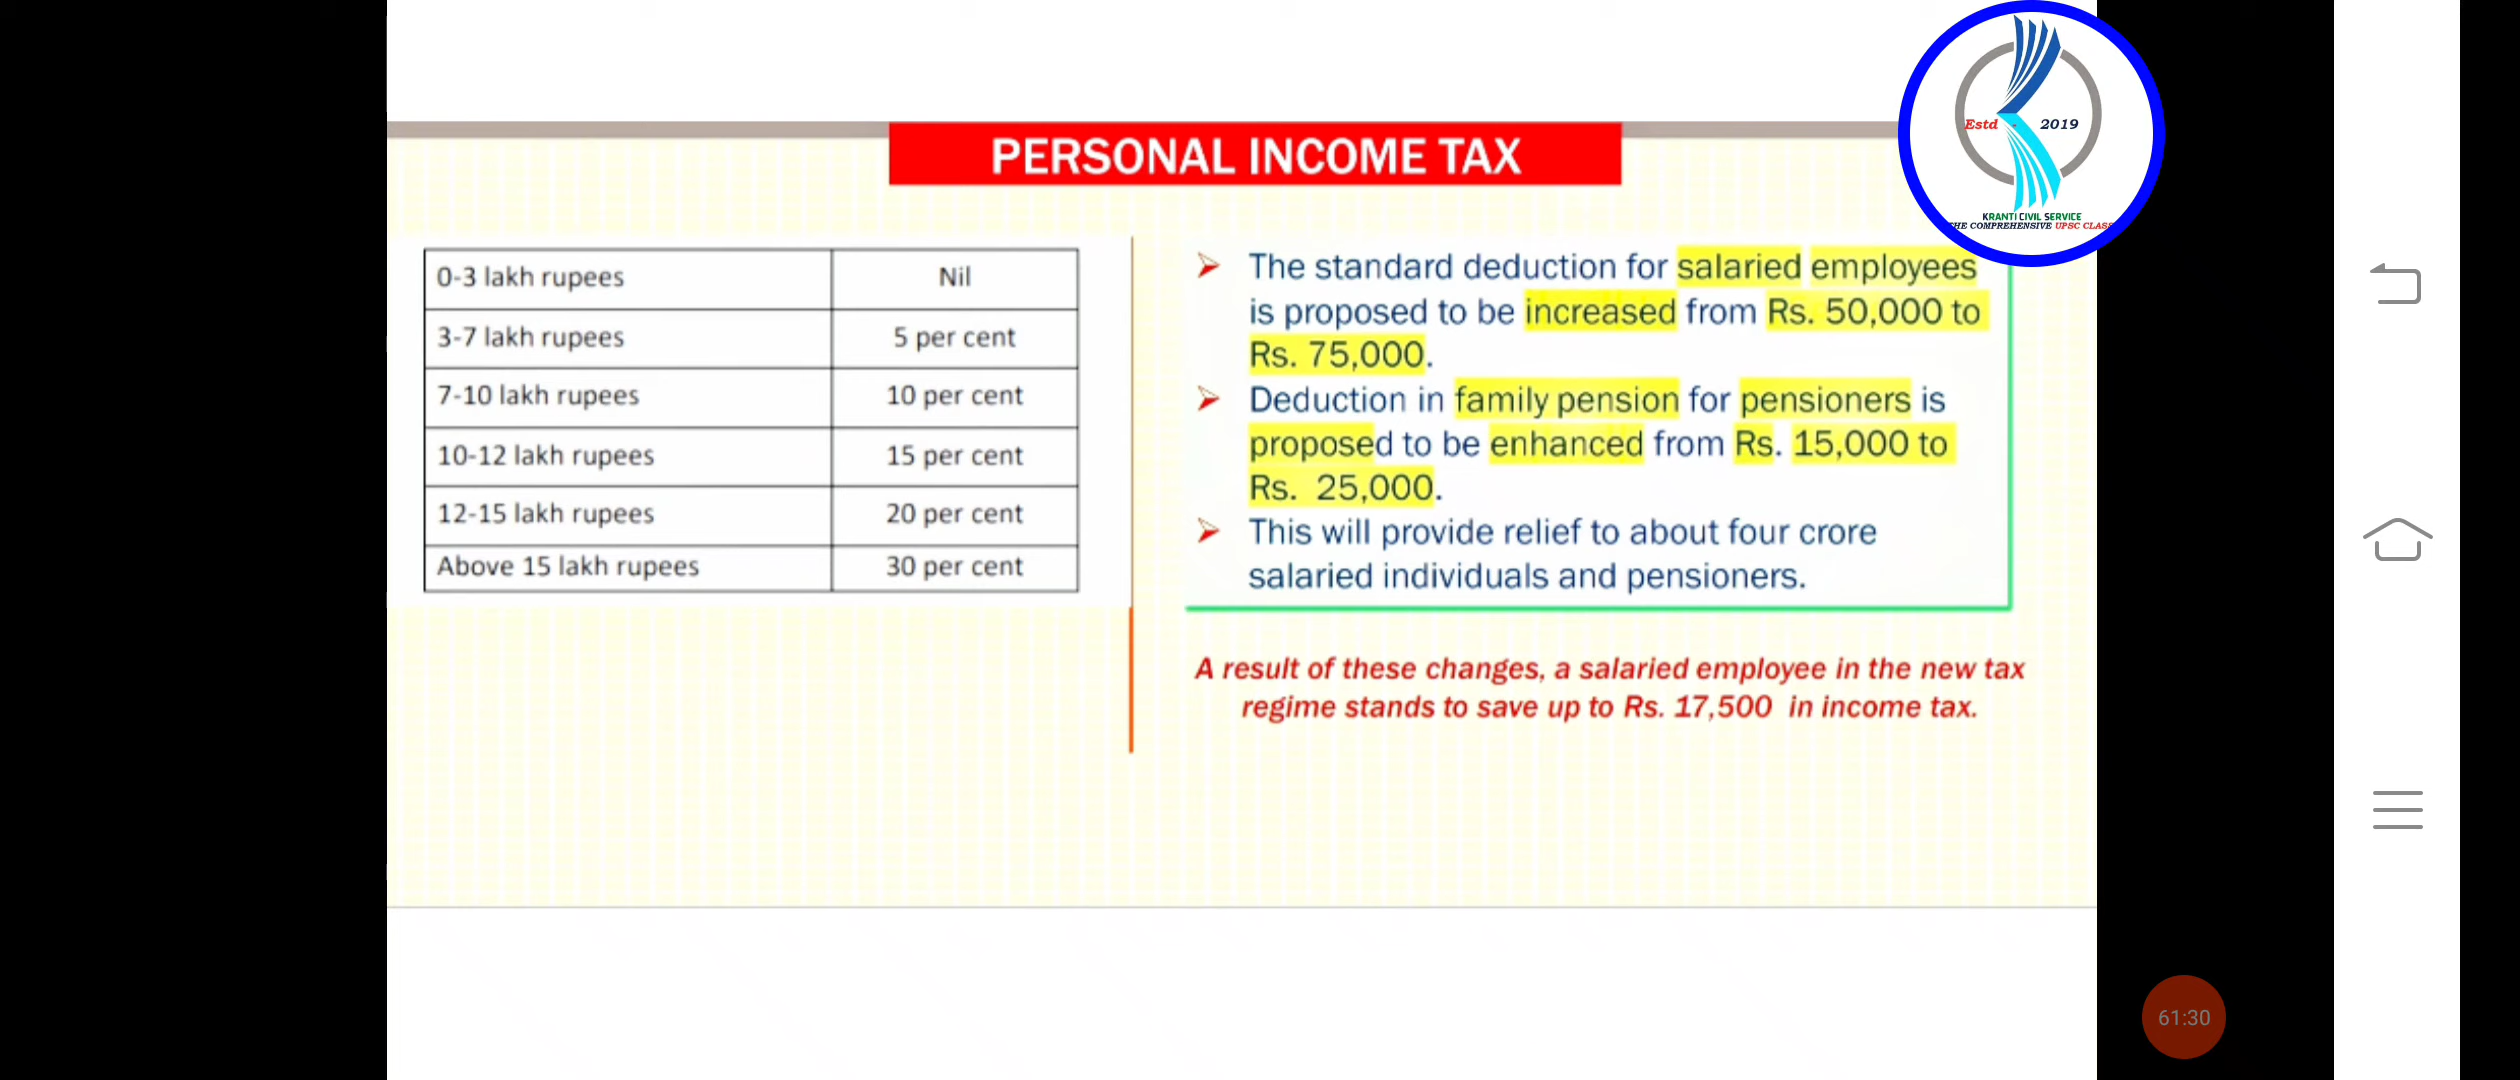 PERSONAL INCOME TAX
Estd - 2019
KRANTI CIVIL SERVICE
THE COMPREHENSIVE UPSC CLASS
0-3 lakh rupees Nil
3-7 lakh rupees 5 per cent
7-10 lakh rupees 10 per cent
10-12 lakh rupees 15 per cent
12-15 lakh rupees 20 per cent
Above 15 lakh rupees 30 per cent
The standard deduction for salaried employees
is proposed to be increased from Rs. 50,000 to
Rs. 75,000.
Deduction in family pension for pensioners is
proposed to be enhanced from Rs. 15,000 to
Rs. 25,000.
This will provide relief to about four crore
salaried individuals and pensioners.
A result of these changes, a salaried employee in the new tax
regime stands to save up to Rs. 17,500 in income tax.
61:30